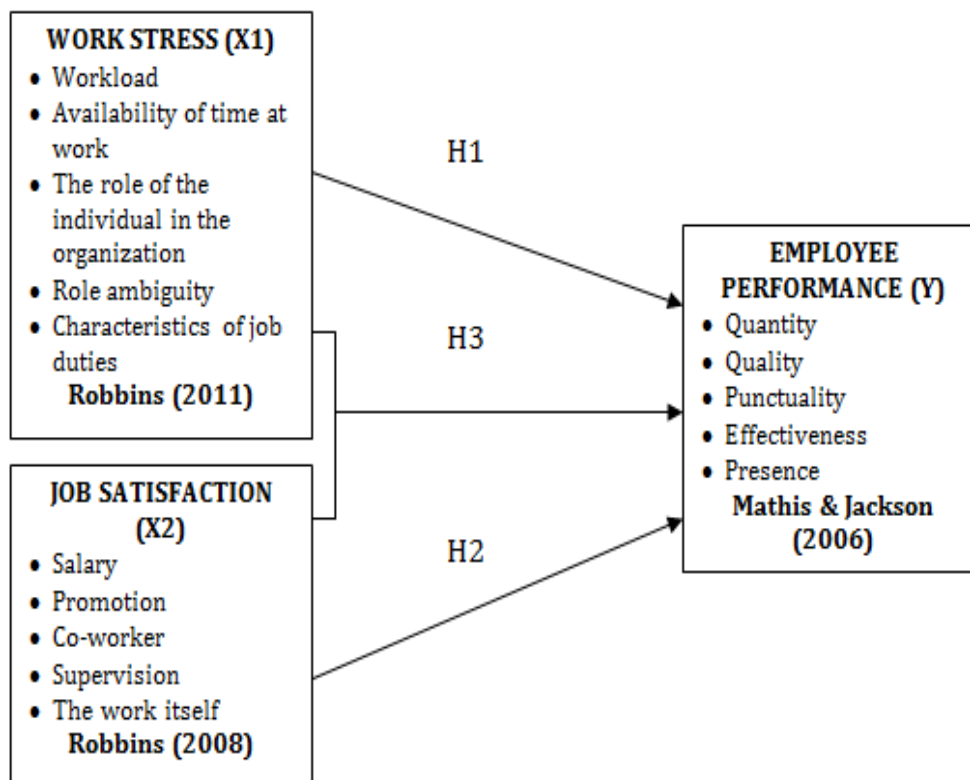 WORK STRESS (X1)
• Workload
• Availability of time at
work
• The role of the
individual in the
organization
• Role ambiguity
• Characteristics of job
duties
Robbins (2011)
JOB SATISFACTION
(X2)
• Salary
• Promotion
• Co-worker
• Supervision
• The work itself
Robbins (2008)
H1
H3
H2
EMPLOYEE
PERFORMANCE (Y)
• Quantity
• Quality
• Punctuality
• Effectiveness
• Presence
Mathis & Jackson
(2006)